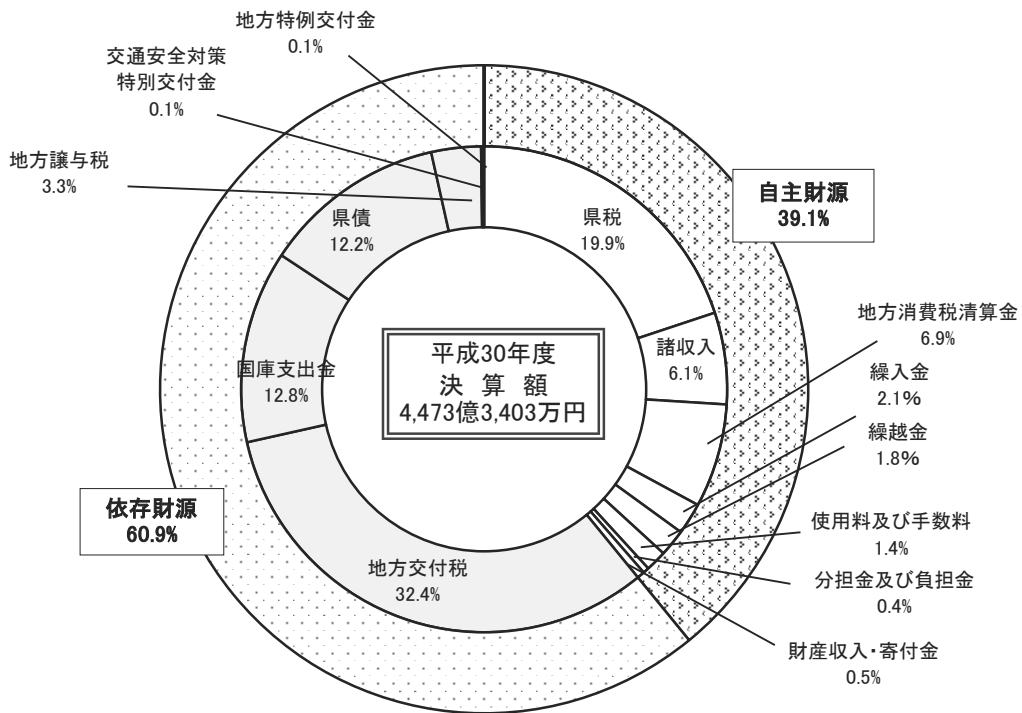 地方特例交付金
0.1%
交通安全対策
特別交付金
0.1%
地方譲与税
3.3%
県債
12.2%
国庫支出金
12.8%
依存財源
60.9%
地方交付税
32.4%
平成30年度
決 算 額
4,473億3,403万円
自主財源
39.1%
県税
19.9%
諸収入
6.1%
地方消費税清算金
6.9%
繰入金
2.1%
繰越金
1.8%
使用料及び手数料
1.4%
分担金及び負担金
0.4%
財産収入・寄付金
0.5%